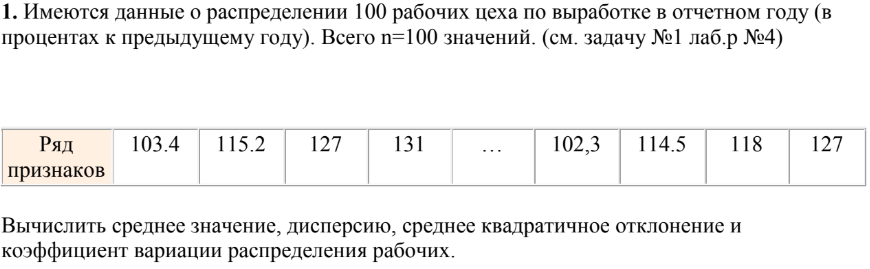 1. Имеются данные о распределении 100 рабочих цеха по выработке в отчетном году (в
процентах к предыдущему году). Всего n=100 значений. (см. задачу №1 лаб.р №4)
Ряд признаков 103.4 115.2 127 131 … 102,3 114.5 118 127
Вычислить среднее значение, дисперсию, среднее квадратичное отклонение и
коэффициент вариации распределения рабочих.